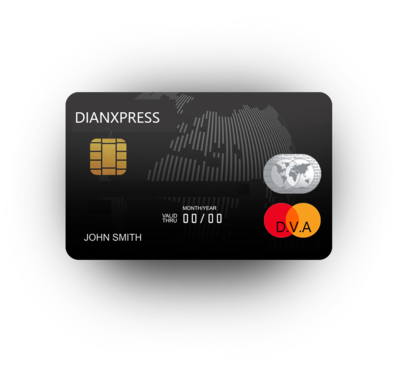 DIANXPRESS
MONTH/YEAR
VALID
THRU
00/00
D.V.A
JOHN SMITH